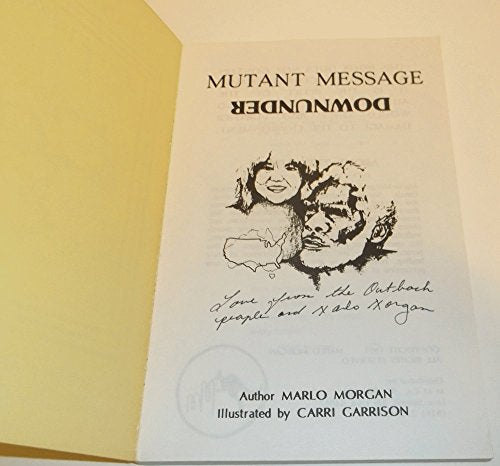 MUTANT MESSAGE
DOWNUNDER
Love from the Outback
people and Marlo Morgan
Author MARLO MORGAN
Illustrated by CARRI GARRISON